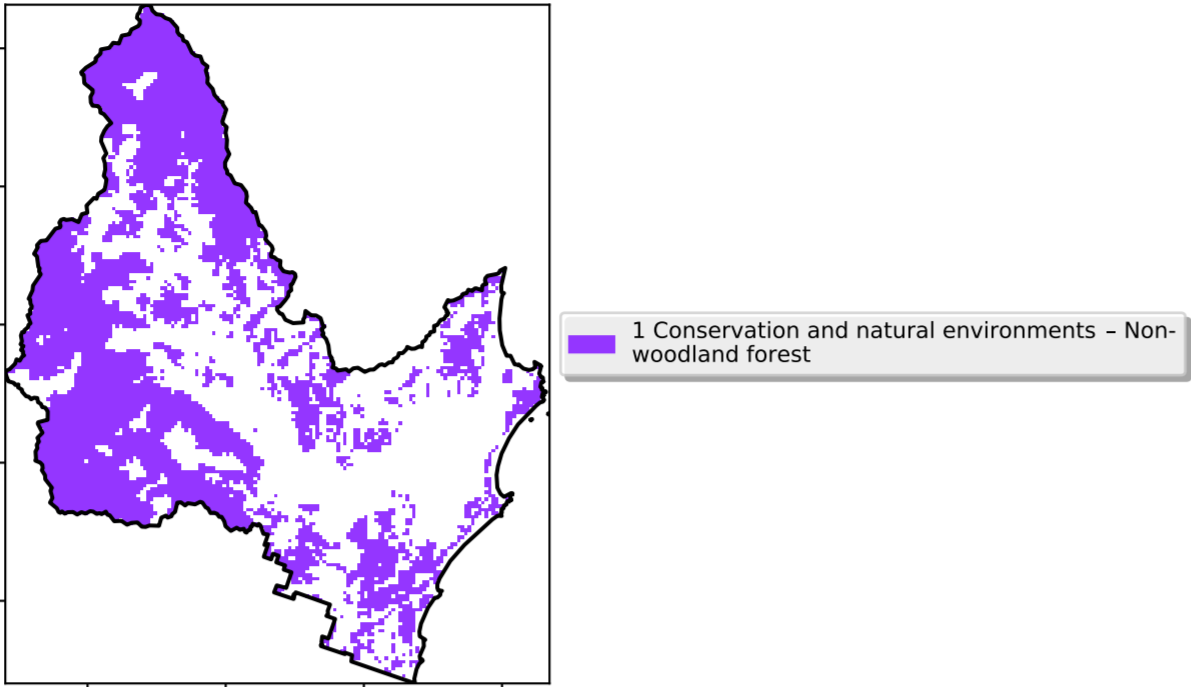 1 Conservation and natural environments – Non-
woodland forest